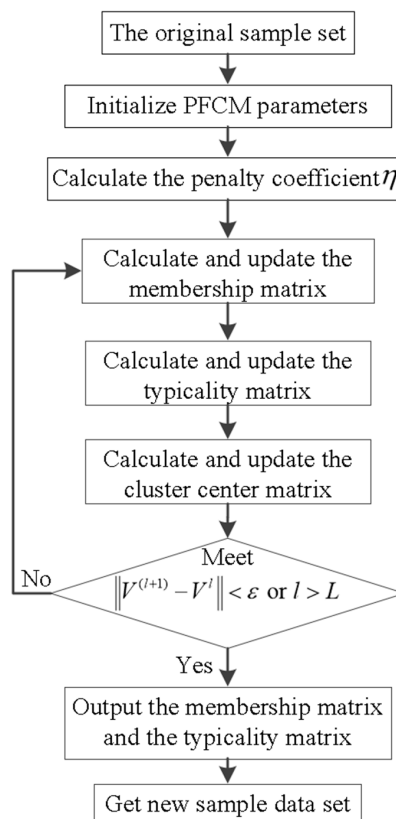 The original sample set
Initialize PFCM parameters
Calculate the penalty coefficient η
Calculate and update the
membership matrix
Calculate and update the
typicality matrix
Calculate and update the
cluster center matrix
Meet
No
‖V^(l+1) − V^l‖ < ε or l > L
Yes
Output the membership matrix
and the typicality matrix
Get new sample data set